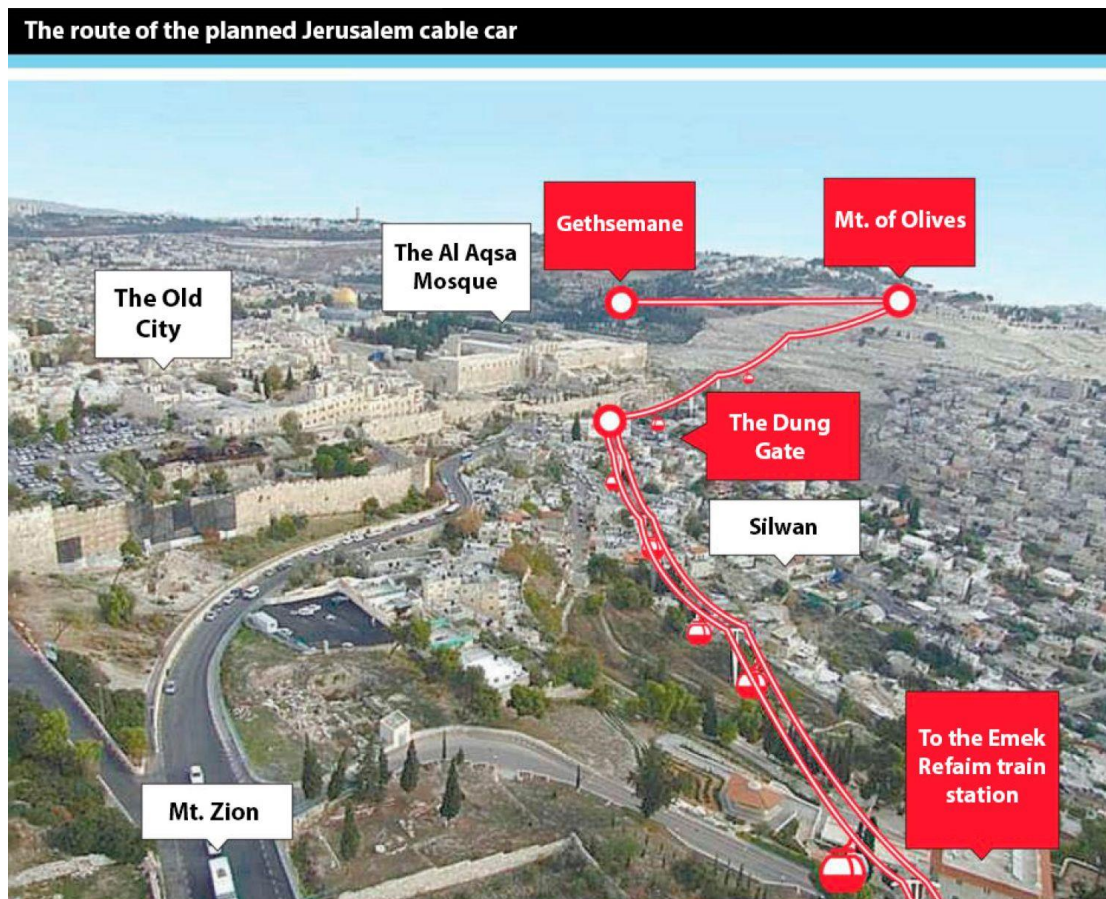 The route of the planned Jerusalem cable car
Gethsemane
Mt. of Olives
The Al Aqsa
Mosque
The Old
City
The Dung
Gate
Silwan
To the Emek
Refaim train
station
Mt. Zion